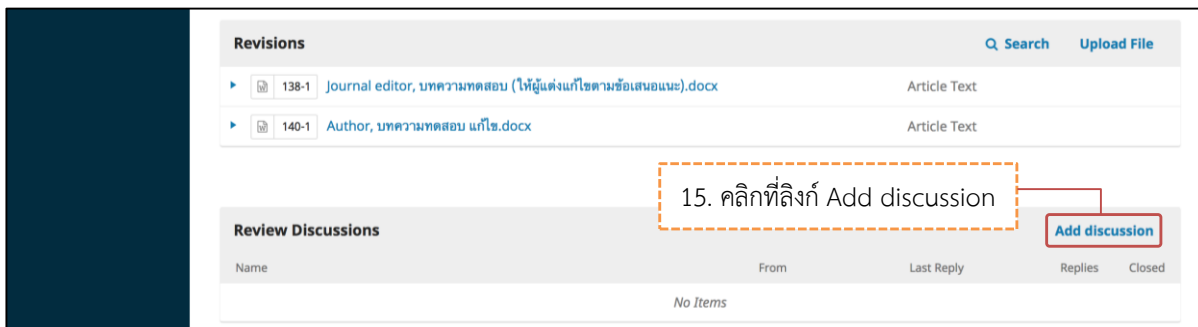 Revisions
Search Upload File
138-1 Journal editor, บทความทดสอบ (ให้ผู้แต่งแก้ไขตามข้อเสนอแนะ).docx Article Text
140-1 Author, บทความทดสอบ แก้ไข.docx Article Text
15. คลิกที่ลิงก์ Add discussion
Review Discussions Add discussion
Name From Last Reply Replies Closed
No Items